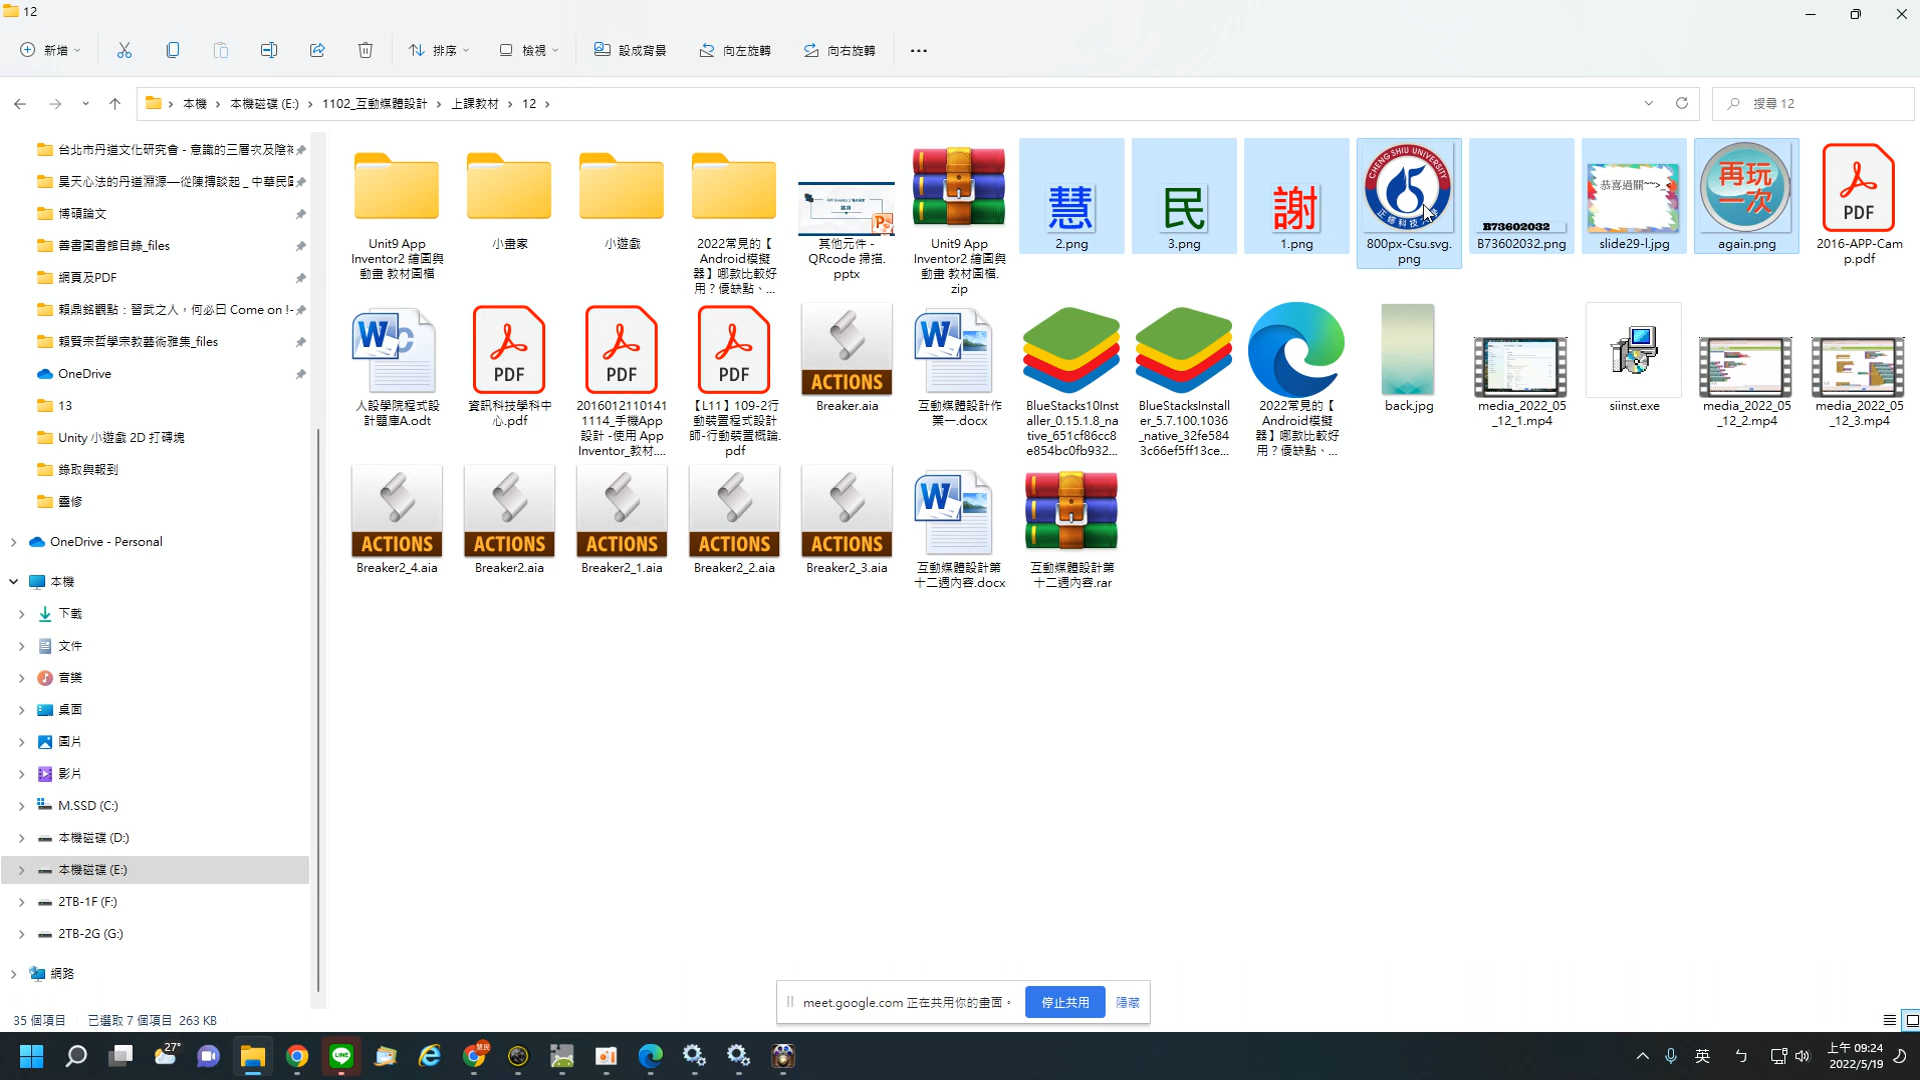 12
新增
排序
檢視
設成背景
向左旋轉
向右旋轉
本機 > 本機磁碟 (E:) > 1102_互動媒體設計 > 上課教材 > 12 >
搜尋 12
台北市丹道文化研究會 - 意識的三層次及陰
昊天心法的丹道淵源—從陳摶談起 _ 中華民
博碩論文
善書圖書館目錄_files
網頁及PDF
賴鼎銘觀點：習武之人，何必曰 Come on !-
賴賢宗哲學宗教藝術雅集_files
OneDrive
13
Unity 小遊戲 2D 打磚塊
錄取與報到
靈修
OneDrive - Personal
本機
下載
文件
音樂
桌面
圖片
影片
M.SSD (C:)
本機磁碟 (D:)
本機磁碟 (E:)
2TB-1F (F:)
2TB-2G (G:)
網路
Unit9 App
Inventor2 繪圖與
動畫 教材圖檔
小畫家
小遊戲
2022常見的【
Android模擬
器】哪款比較好
用？優缺點、...
其他元件 -
QRcode 掃描.
pptx
Unit9 App
Inventor2 繪圖與
動畫 教材圖檔.
zip
慧
2.png
民
3.png
謝
1.png
CHENG SHIU UNIVERSITY
正修科技大學
800px-Csu.svg.
png
B73602032
B73602032.png
恭喜過關~~>_<
slide29-l.jpg
再玩
一次
again.png
PDF
2016-APP-Cam
p.pdf
人設學院程式設
計題庫A.odt
PDF
資訊科技學科中
心.pdf
PDF
2016012110141
1114_手機App
設計 -使用 App
Inventor_教材....
PDF
【L11】109-2行
動裝置程式設計
師-行動裝置概論.
pdf
ACTIONS
Breaker.aia
互動媒體設計作
業一.docx
BlueStacks10Inst
aller_0.15.1.8_na
tive_651cf86cc8
e854bc0fb932...
BlueStacksInstall
er_5.7.100.1036
_native_32fe584
3c66ef5ff13ce...
2022常見的【
Android模擬
器】哪款比較好
用？優缺點、...
back.jpg
media_2022_05
_12_1.mp4
siinst.exe
media_2022_05
_12_2.mp4
media_2022_05
_12_3.mp4
ACTIONS
Breaker2_4.aia
ACTIONS
Breaker2.aia
ACTIONS
Breaker2_1.aia
ACTIONS
Breaker2_2.aia
ACTIONS
Breaker2_3.aia
互動媒體設計第
十二週內容.docx
互動媒體設計第
十二週內容.rar
meet.google.com 正在共用你的畫面。
停止共用
隱藏
35 個項目
已選取 7 個項目 263 KB
27°
英
上午 09:24
2022/5/19